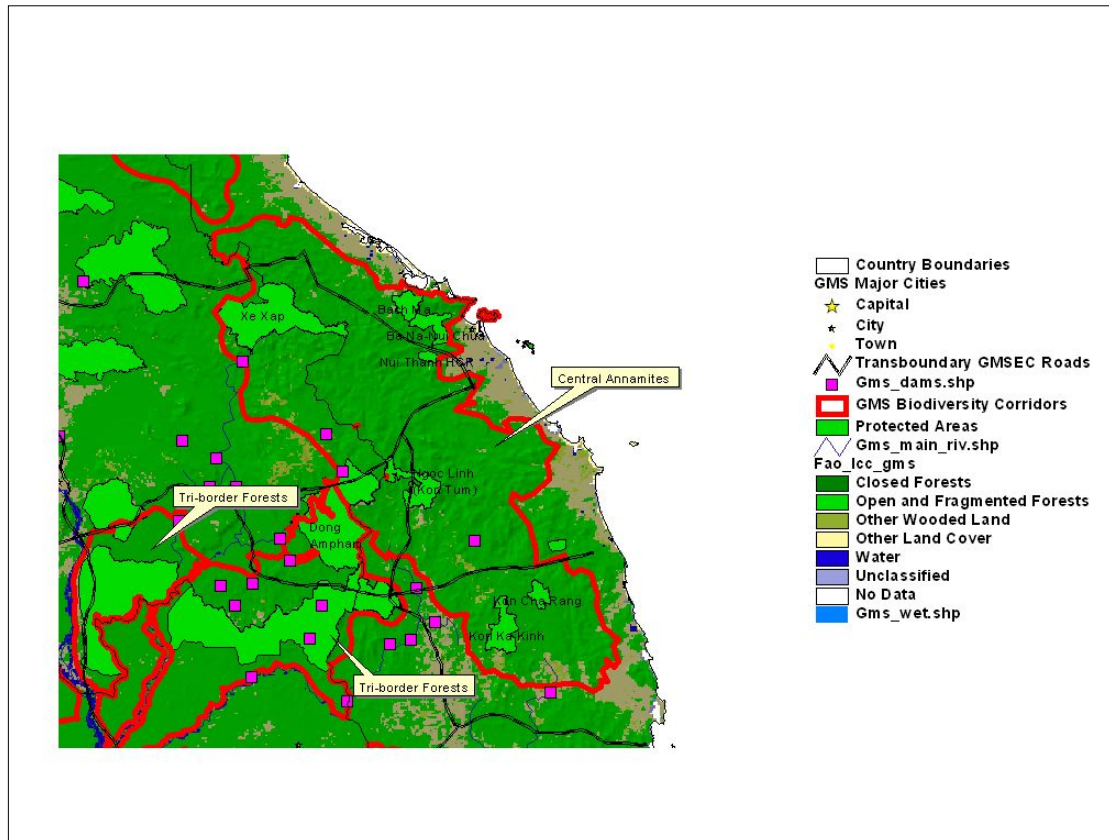 Xe Xap
Bach Ma
Ba Na-Nui Chua
Nui Thanh HCR
Central Annamites
Ngoc Linh
(Kon Tum)
Tri-border Forests
Dong
Ampham
Kon Cha Rang
Kon Ka Kinh
Tri-border Forests
Country Boundaries
GMS Major Cities
Capital
City
Town
Transboundary GMSEC Roads
Gms_dams.shp
GMS Biodiversity Corridors
Protected Areas
Gms_main_riv.shp
Fao_lcc_gms
Closed Forests
Open and Fragmented Forests
Other Wooded Land
Other Land Cover
Water
Unclassified
No Data
Gms_wet.shp